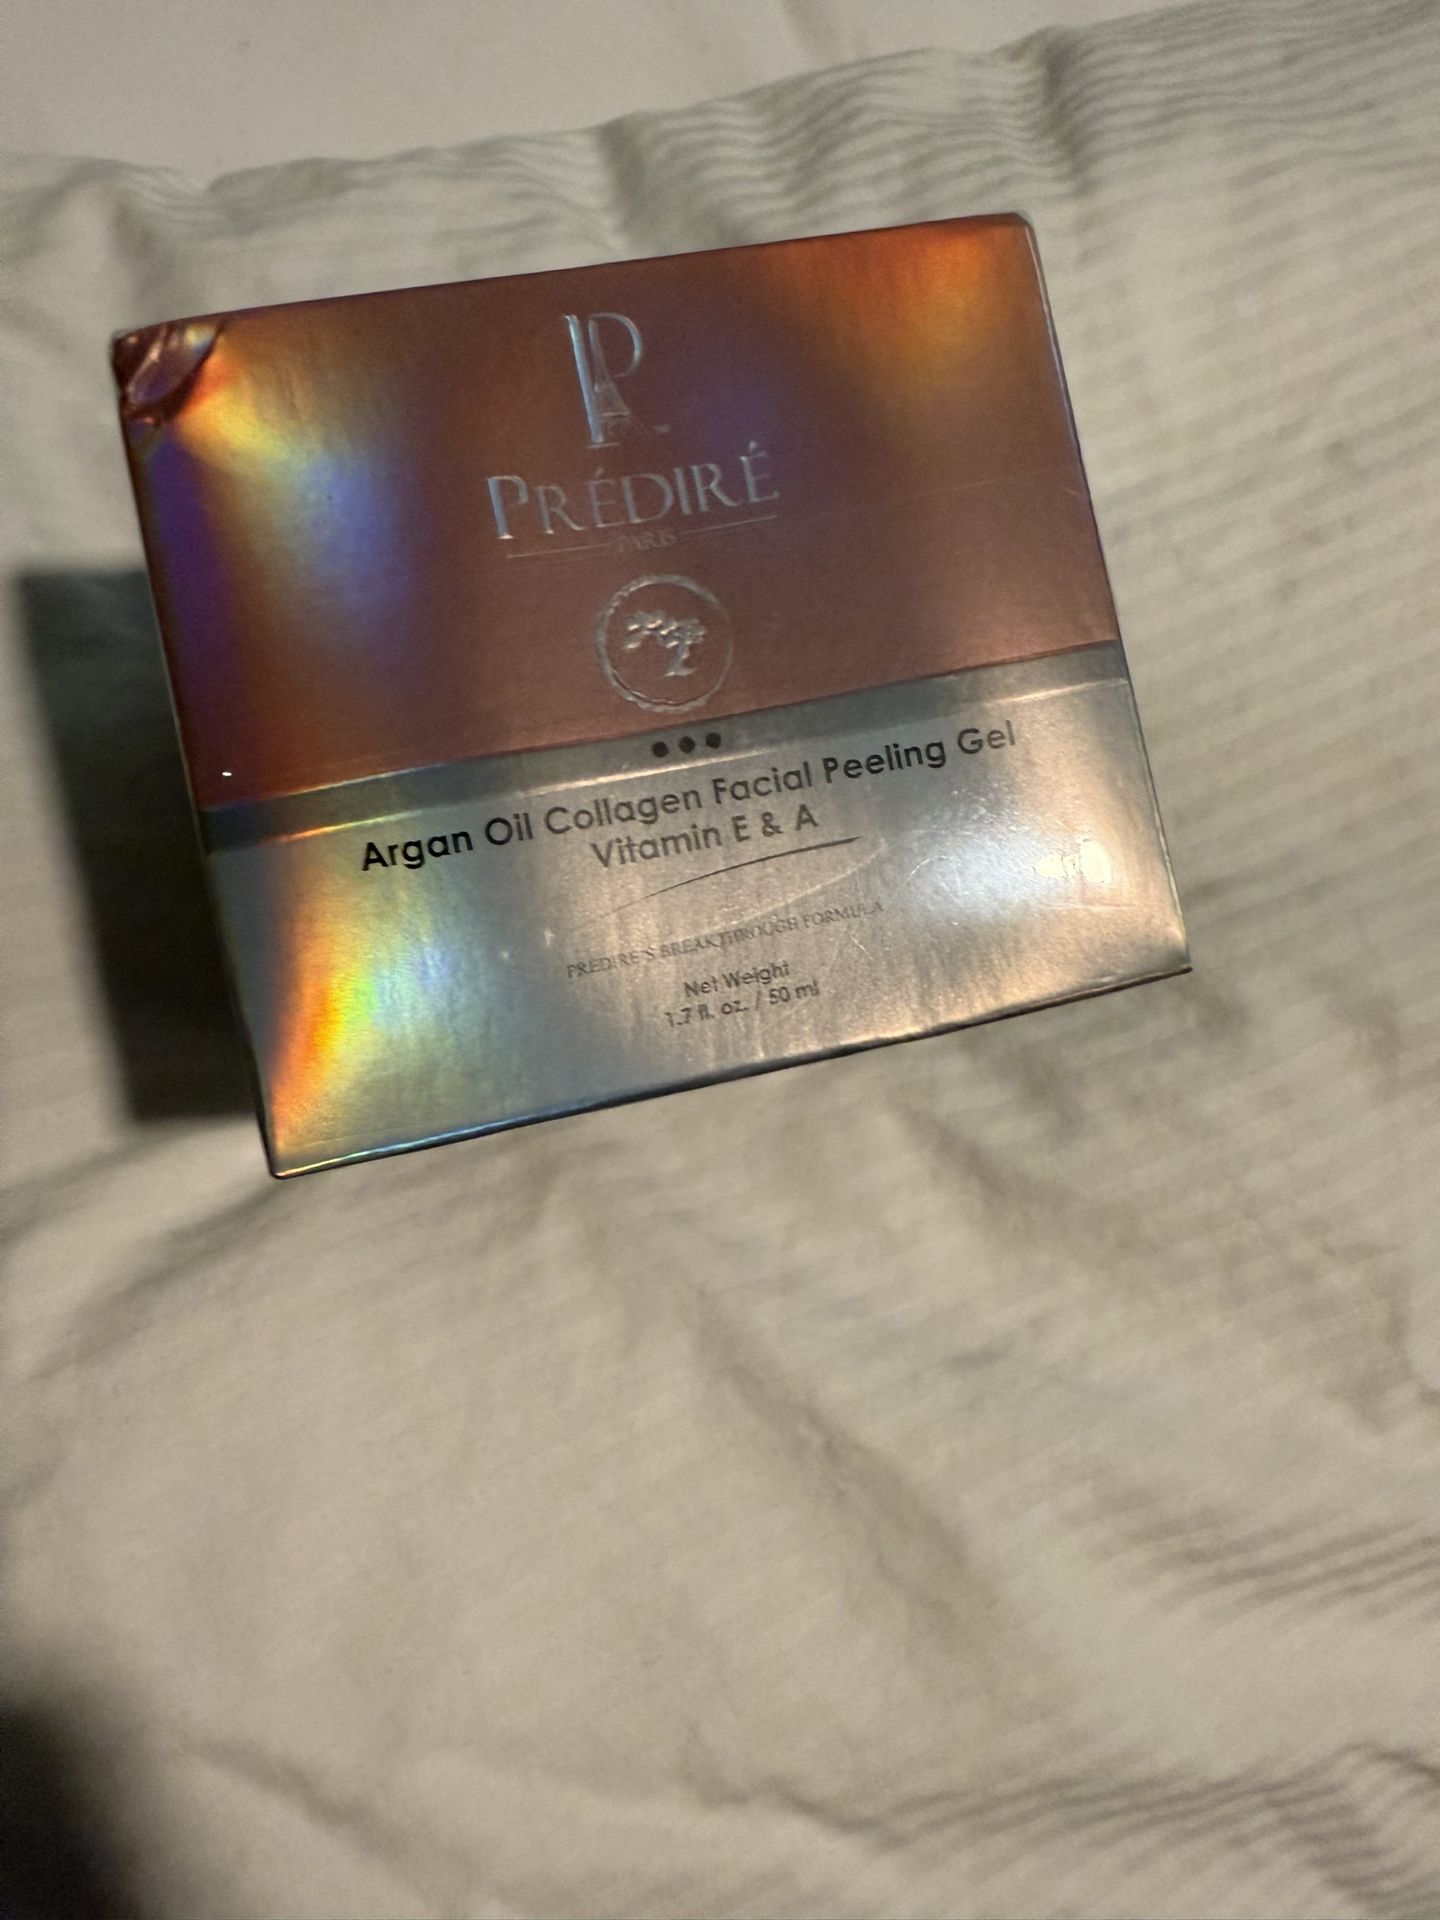 PRÉDIRÉ
PARIS
Argan Oil Collagen Facial Peeling Gel
Vitamin E & A
PRÉDIRÉ'S BREAKTHROUGH FORMULA
Net Weight
1.7 fl. oz. / 50 ml